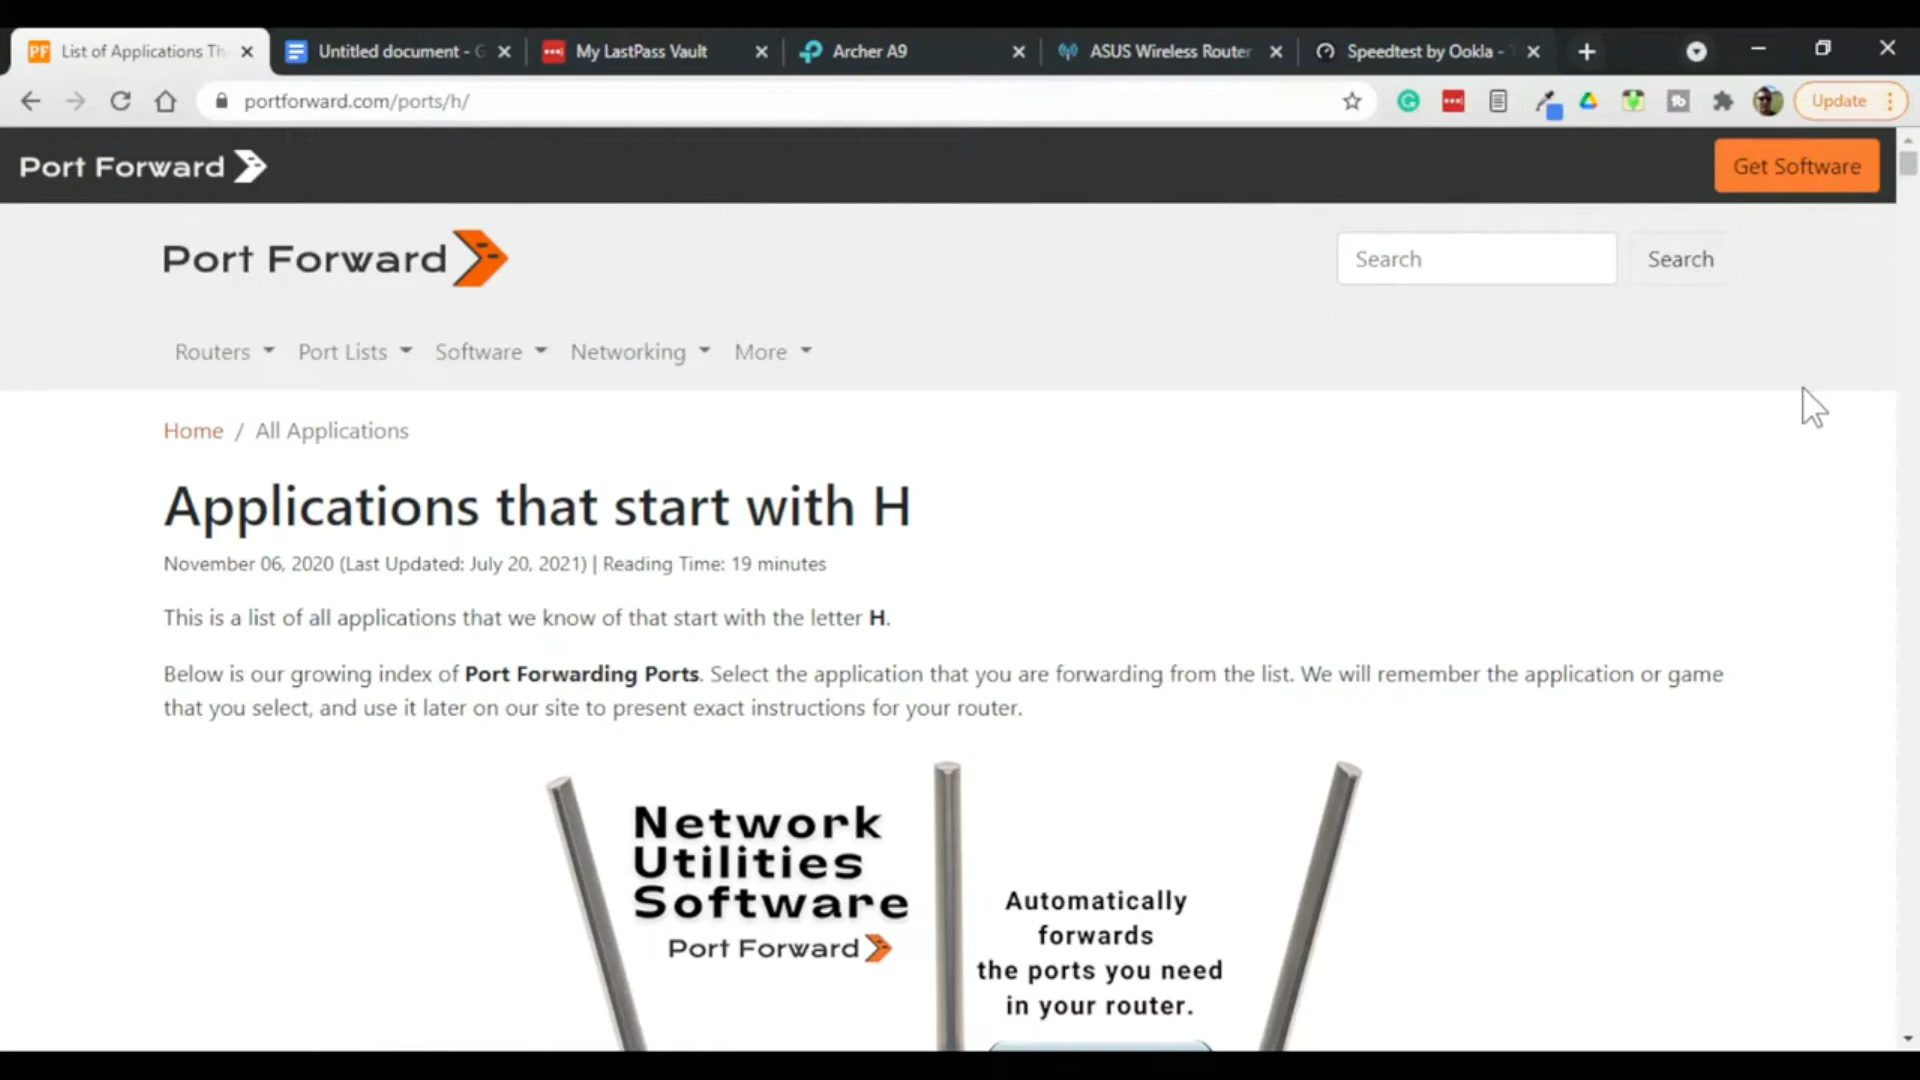 List of Applications Th
Untitled document - G
My LastPass Vault
Archer A9
ASUS Wireless Router
Speedtest by Ookla - T
portforward.com/ports/h/
Update
Port Forward
Get Software
Port Forward
Search
Search
Routers
Port Lists
Software
Networking
More
Home / All Applications
Applications that start with H
November 06, 2020 (Last Updated: July 20, 2021) | Reading Time: 19 minutes
This is a list of all applications that we know of that start with the letter H.
Below is our growing index of Port Forwarding Ports. Select the application that you are forwarding from the list. We will remember the application or game
that you select, and use it later on our site to present exact instructions for your router.
Network
Utilities
Software
Port Forward
Automatically
forwards
the ports you need
in your router.